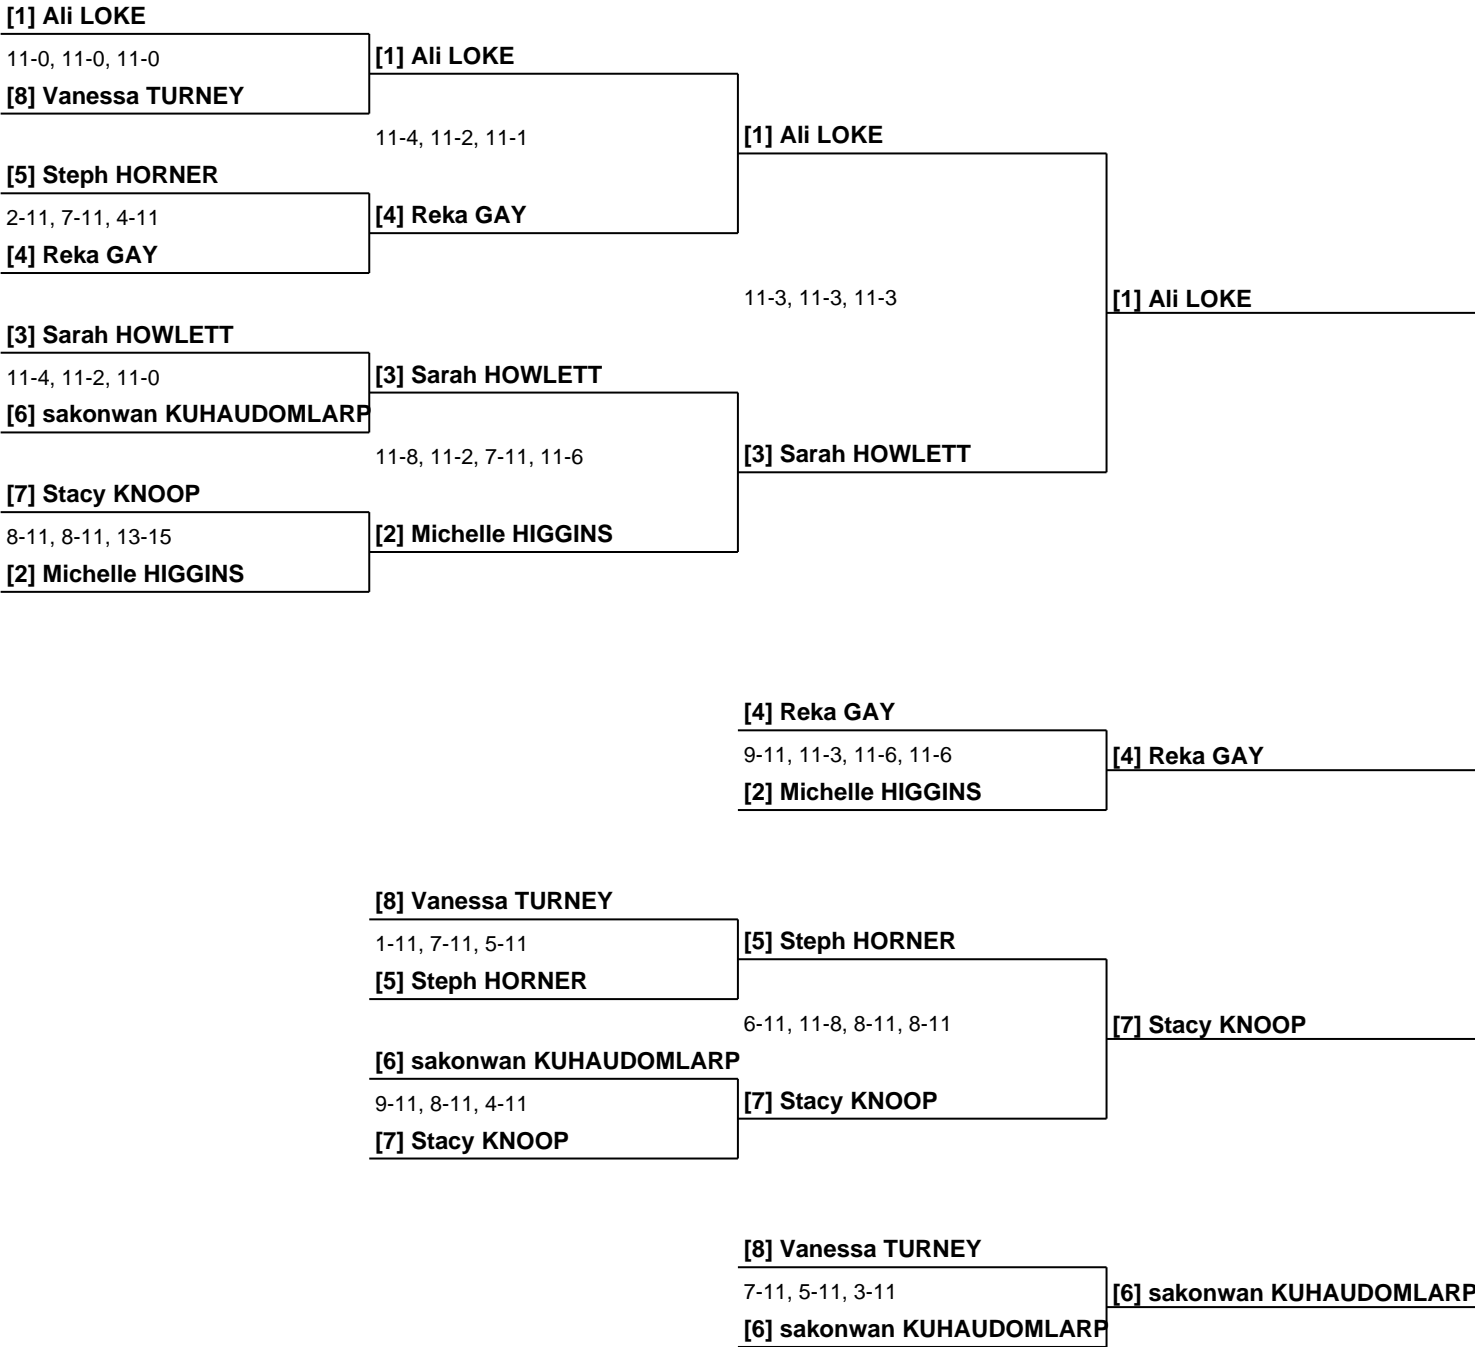 [1] Ali LOKE
11-0, 11-0, 11-0
[8] Vanessa TURNEY
[5] Steph HORNER
2-11, 7-11, 4-11
[4] Reka GAY
[3] Sarah HOWLETT
11-4, 11-2, 11-0
[6] sakonwan KUHAUDOMLARP
[7] Stacy KNOOP
8-11, 8-11, 13-15
[2] Michelle HIGGINS
[1] Ali LOKE
11-4, 11-2, 11-1
[4] Reka GAY
[3] Sarah HOWLETT
11-8, 11-2, 7-11, 11-6
[2] Michelle HIGGINS
[1] Ali LOKE
11-3, 11-3, 11-3
[3] Sarah HOWLETT
[1] Ali LOKE
[4] Reka GAY
9-11, 11-3, 11-6, 11-6
[2] Michelle HIGGINS
[4] Reka GAY
[8] Vanessa TURNEY
1-11, 7-11, 5-11
[5] Steph HORNER
[6] sakonwan KUHAUDOMLARP
9-11, 8-11, 4-11
[7] Stacy KNOOP
[5] Steph HORNER
6-11, 11-8, 8-11, 8-11
[7] Stacy KNOOP
[7] Stacy KNOOP
[8] Vanessa TURNEY
7-11, 5-11, 3-11
[6] sakonwan KUHAUDOMLARP
[6] sakonwan KUHAUDOMLARP